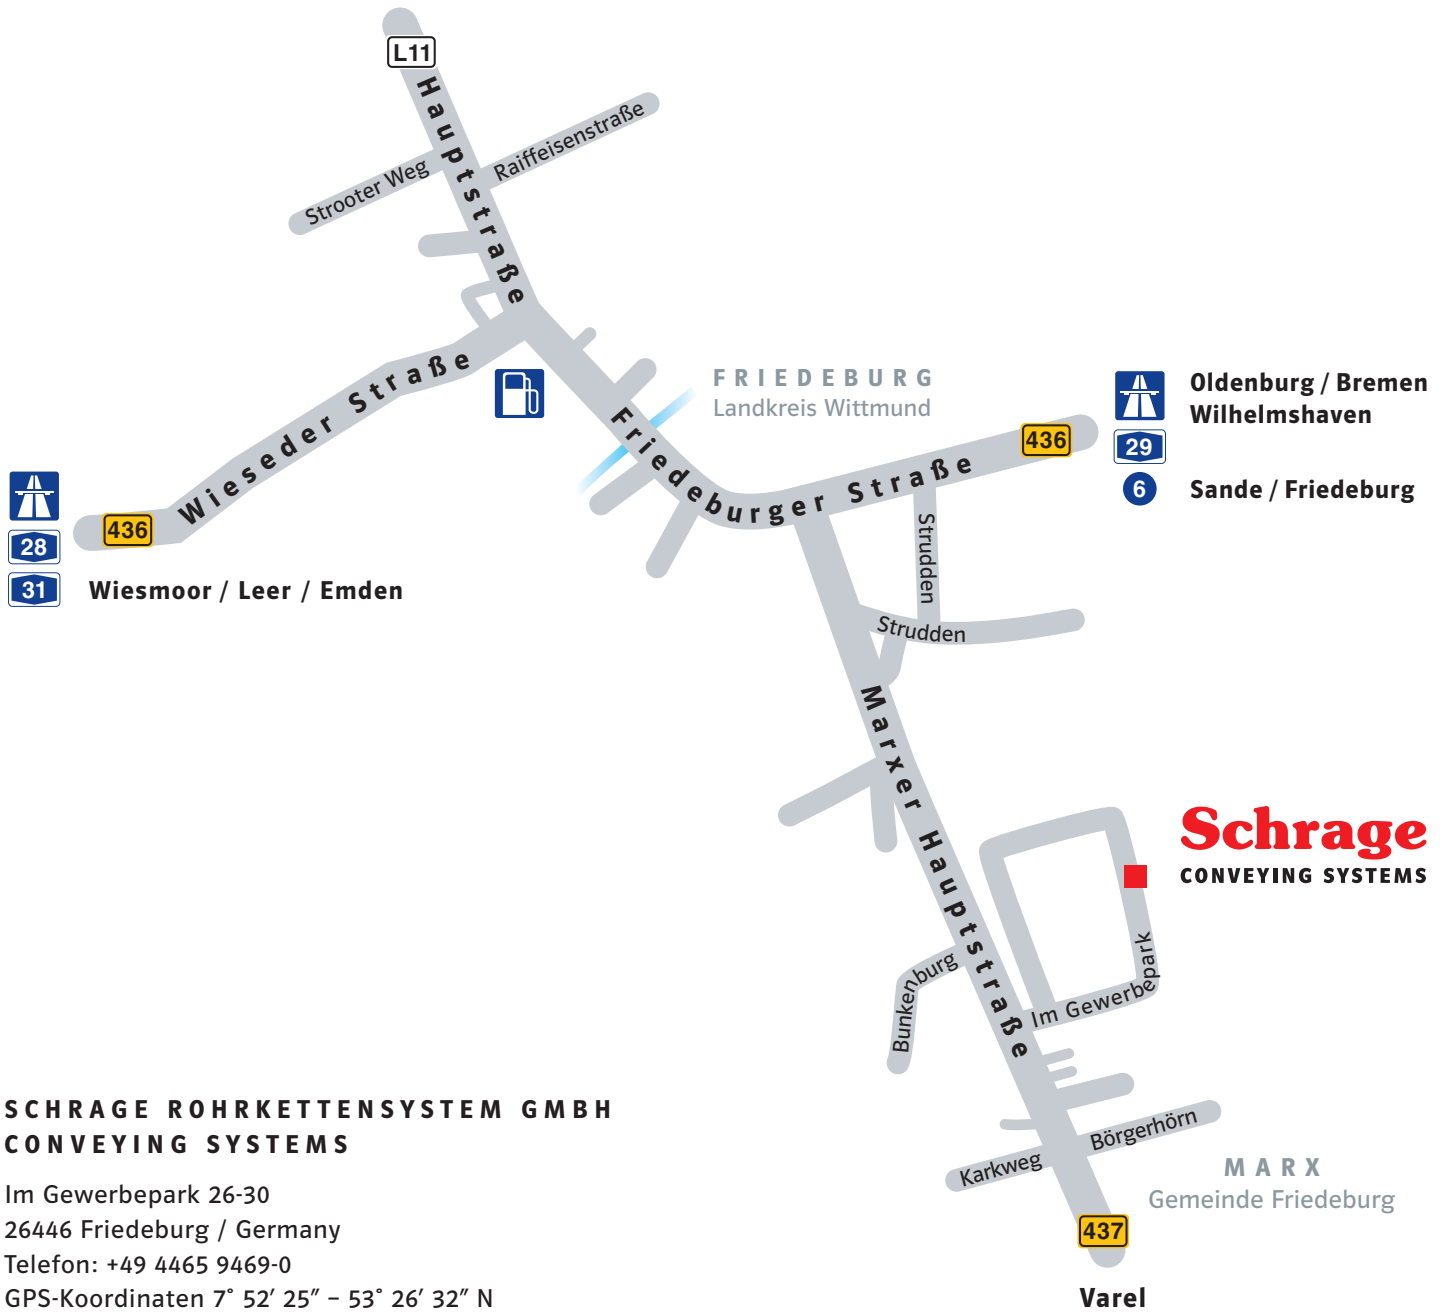 L11
Hauptstraße
Raiffeisenstraße
Strooter Weg
Wieseder Straße
FRIEDEBURG
Landkreis Wittmund
Friedeburger Straße
436
Oldenburg / Bremen
Wilhelmshaven
29
6
Sande / Friedeburg
436
28
31
Wiesmoor / Leer / Emden
Strudden
Strudden
Marxer Hauptstraße
Schrage
CONVEYING SYSTEMS
Bunkenburg
Im Gewerbepark
Börgerhörn
Karkweg
MARX
Gemeinde Friedeburg
437
Varel
SCHRAGE ROHRKETTENSYSTEM GMBH
CONVEYING SYSTEMS
Im Gewerbepark 26-30
26446 Friedeburg / Germany
Telefon: +49 4465 9469-0
GPS-Koordinaten 7° 52′ 25″ – 53° 26′ 32″ N